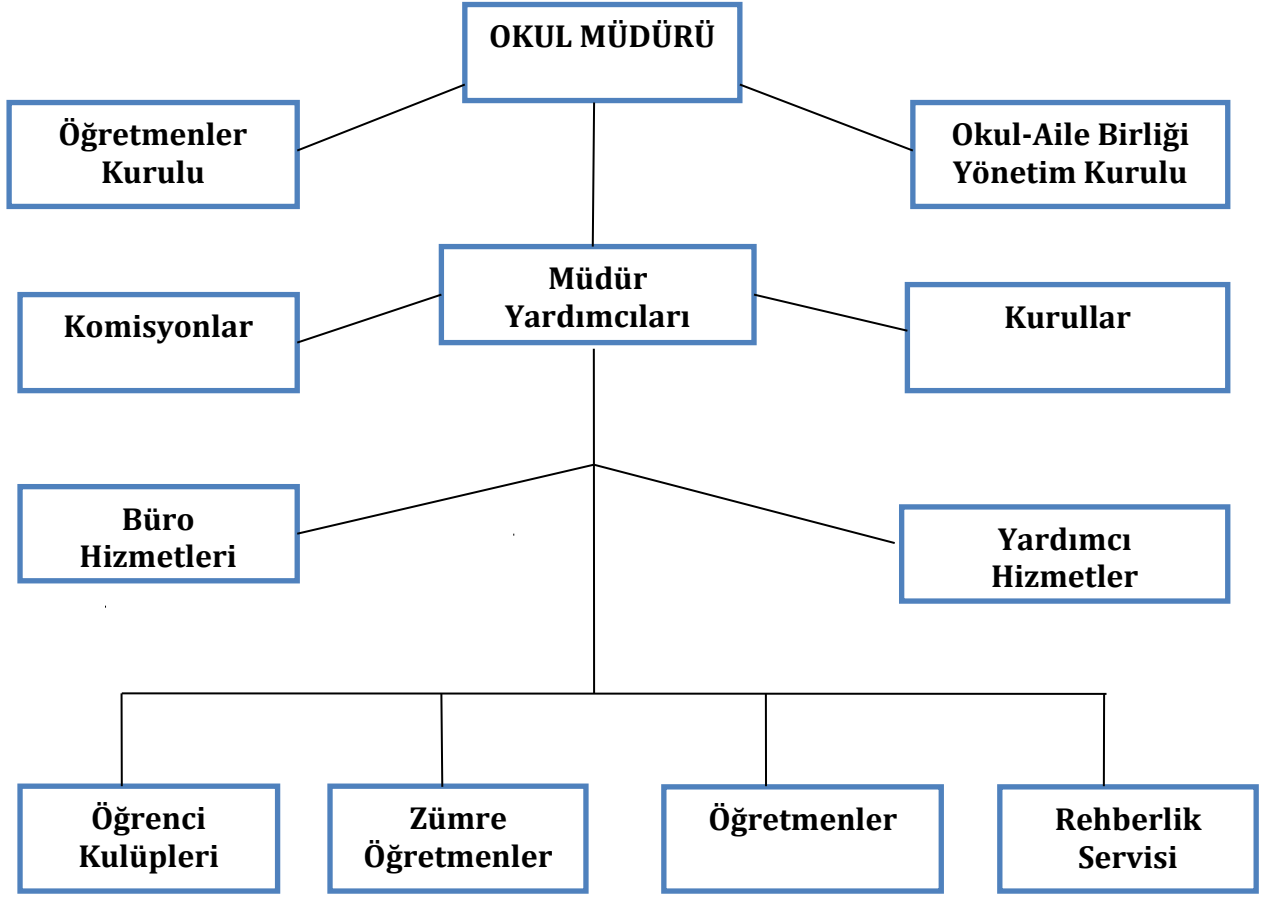 OKUL MÜDÜRÜ
Öğretmenler
Kurulu
Okul-Aile Birliği
Yönetim Kurulu
Müdür
Yardımcıları
Komisyonlar
Kurullar
Büro
Hizmetleri
Yardımcı
Hizmetler
Öğrenci
Kulüpleri
Zümre
Öğretmenler
Öğretmenler
Rehberlik
Servisi